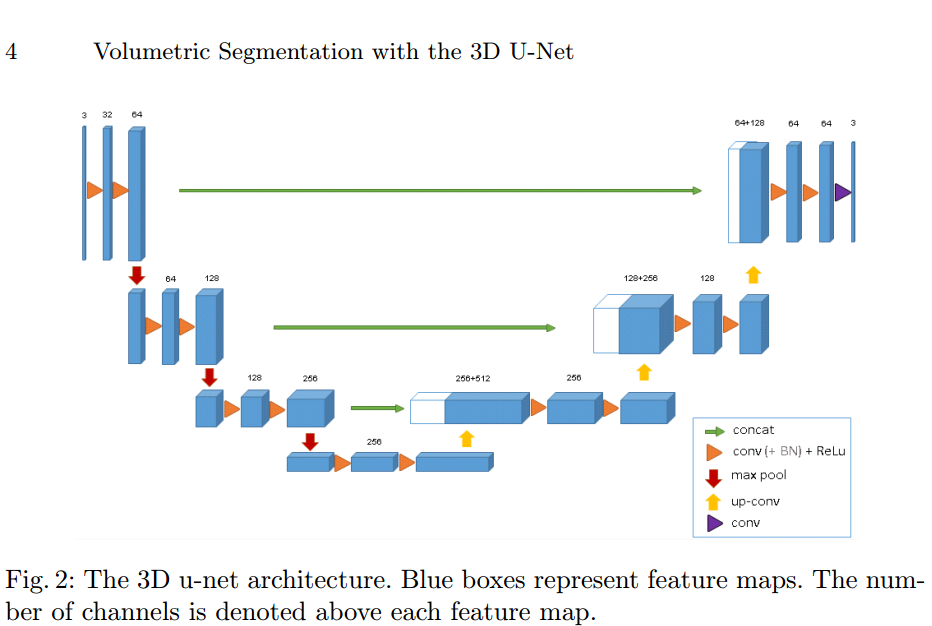 4 Volumetric Segmentation with the 3D U-Net
3 32 64
64+128 64 64 3
64 128
128+256 128
128 256
256+512 256
256
concat
conv (+ BN) + ReLu
max pool
up-conv
conv
Fig. 2: The 3D u-net architecture. Blue boxes represent feature maps. The num-
ber of channels is denoted above each feature map.